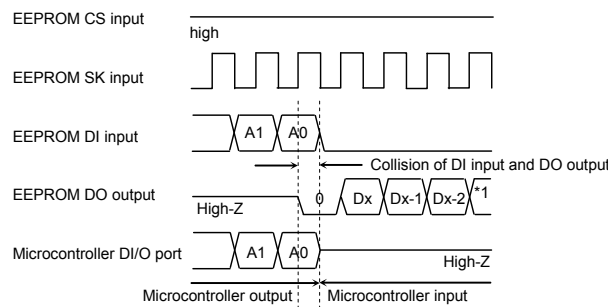 EEPROM CS input
high
EEPROM SK input
EEPROM DI input
A1 A0
Collision of DI input and DO output
EEPROM DO output
High-Z
0 Dx Dx-1 Dx-2 *1
Microcontroller DI/O port
A1 A0
High-Z
Microcontroller output Microcontroller input